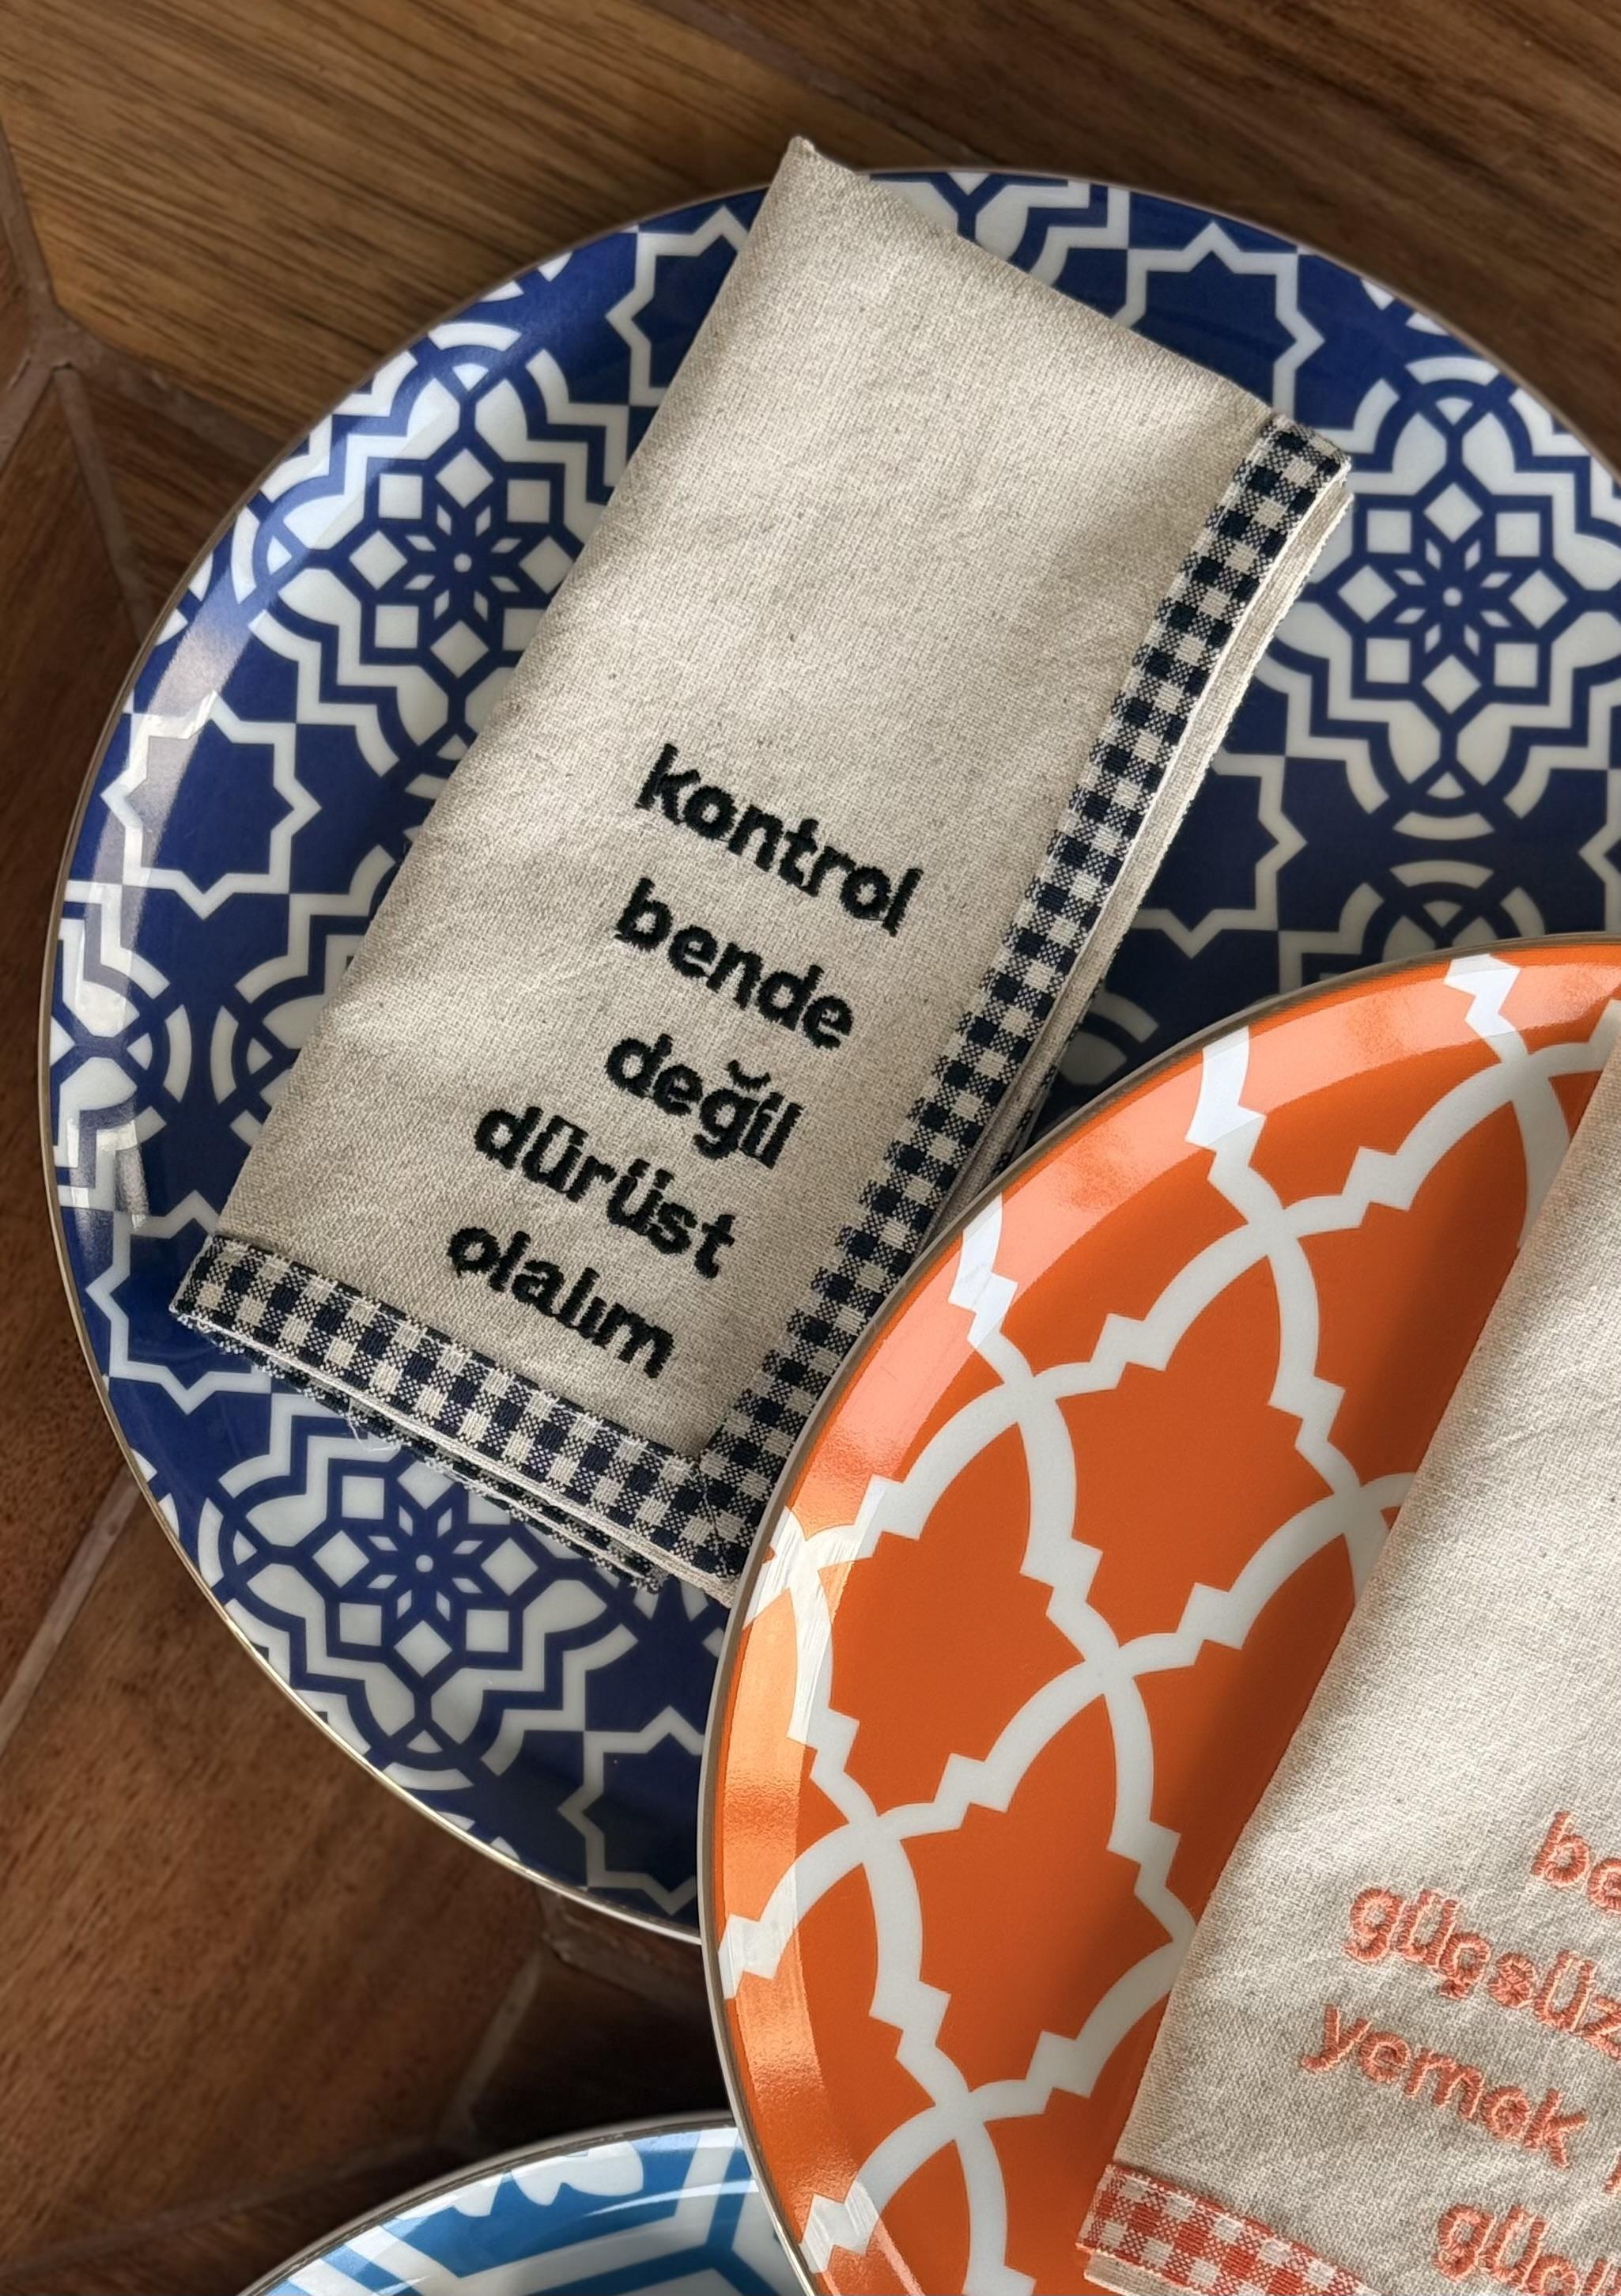 kontrol
bende
değil
dürüst
olalım
güçsüz
yemek